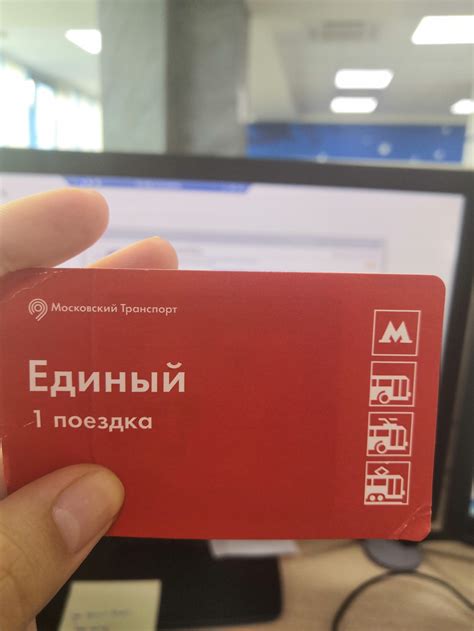 Московский Транспорт
Единый
1 поездка
М